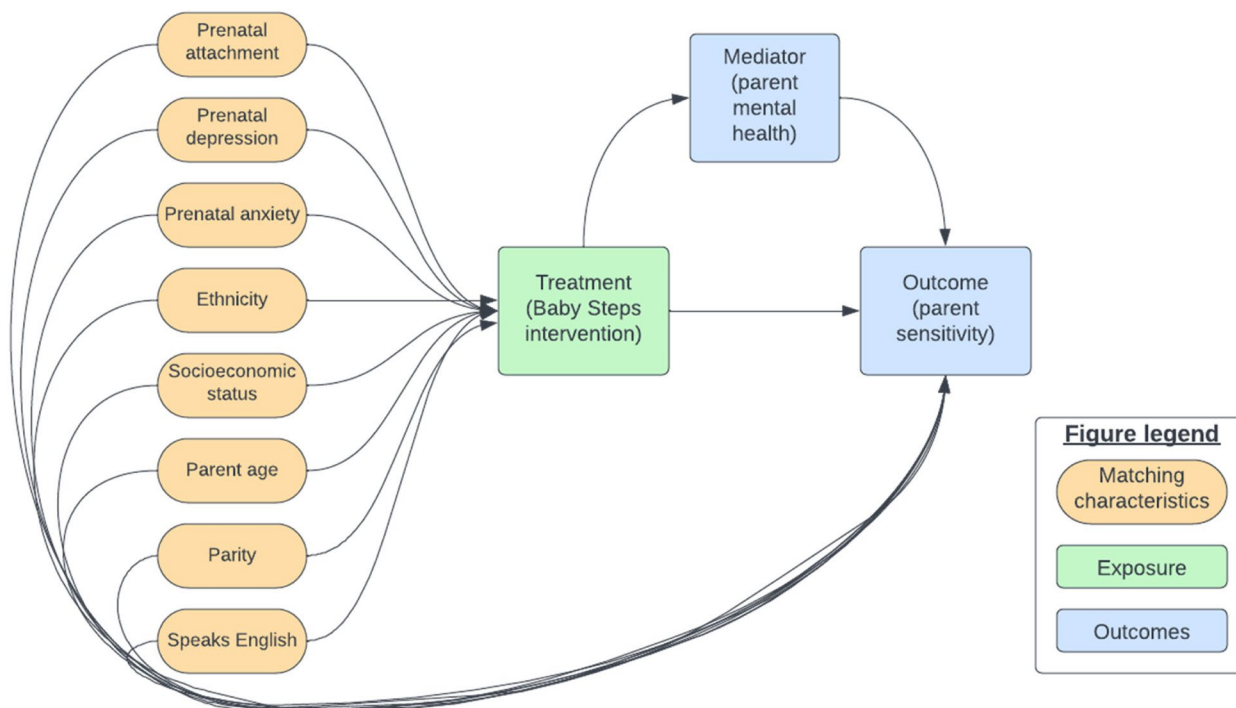 Prenatal
attachment
Prenatal
depression
Prenatal anxiety
Ethnicity
Socioeconomic
status
Parent age
Parity
Speaks English
Treatment
(Baby Steps
intervention)
Mediator
(parent
mental
health)
Outcome
(parent
sensitivity)
Figure legend
Matching
characteristics
Exposure
Outcomes